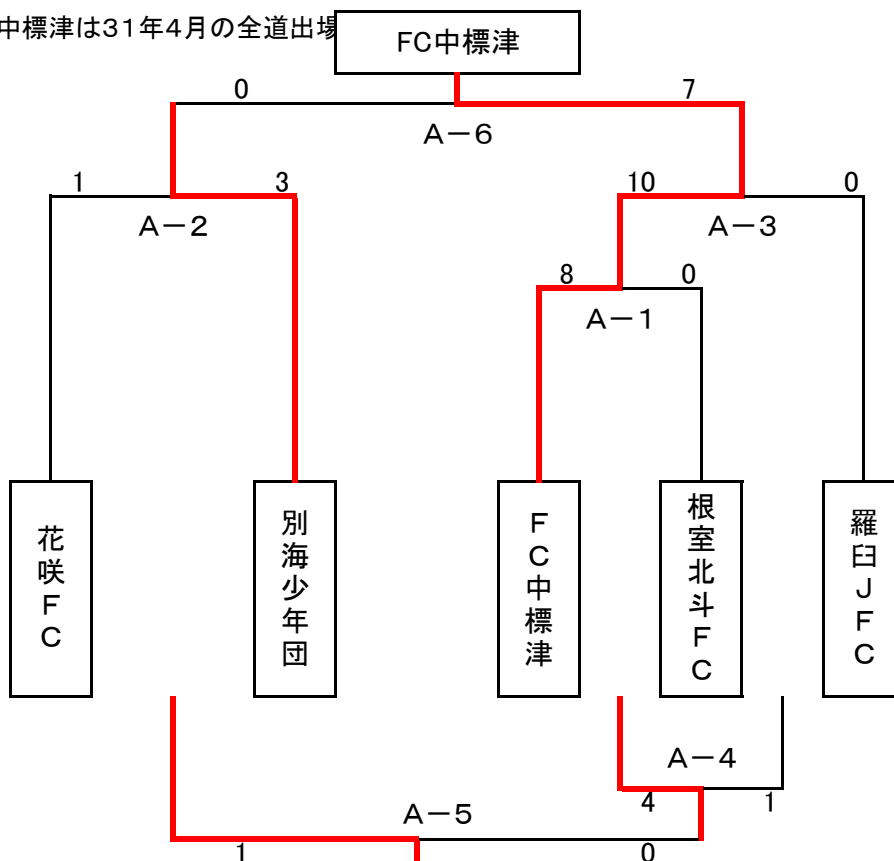 中標津は31年4月の全道出場
FC中標津
0
7
A－6
1
3
10
0
A－2
A－3
8
0
A－1
花咲FC
別海少年団
FC中標津
根室北斗FC
羅臼JFC
A－4
4
1
A－5
1
0